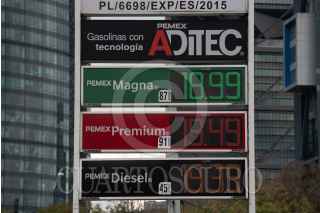 PL/6698/EXP/ES/2015
Gasolinas con
tecnología
PEMEX
ADiTEC
PEMEX Magna 87 18.99
PEMEX Premium 91
PEMEX Diesel 45
CUARTOSCURO